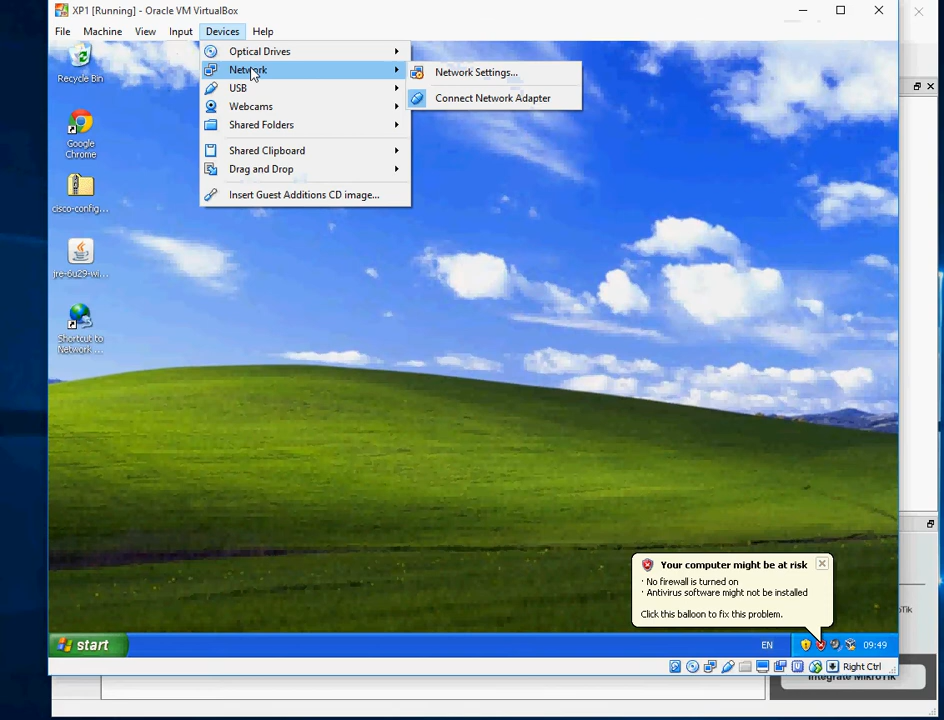 XP1 [Running] - Oracle VM VirtualBox
File Machine View Input Devices Help
Optical Drives
Network
USB
Webcams
Shared Folders
Shared Clipboard
Drag and Drop
Insert Guest Additions CD image...
Network Settings...
Connect Network Adapter
Recycle Bin
Google
Chrome
cisco-config...
jre-6u29-wi...
Shortcut to
Network ...
Your computer might be at risk
· No firewall is turned on
· Antivirus software might not be installed
Click this balloon to fix this problem.
start
EN
09:49
Right Ctrl
Integrate MikroTik